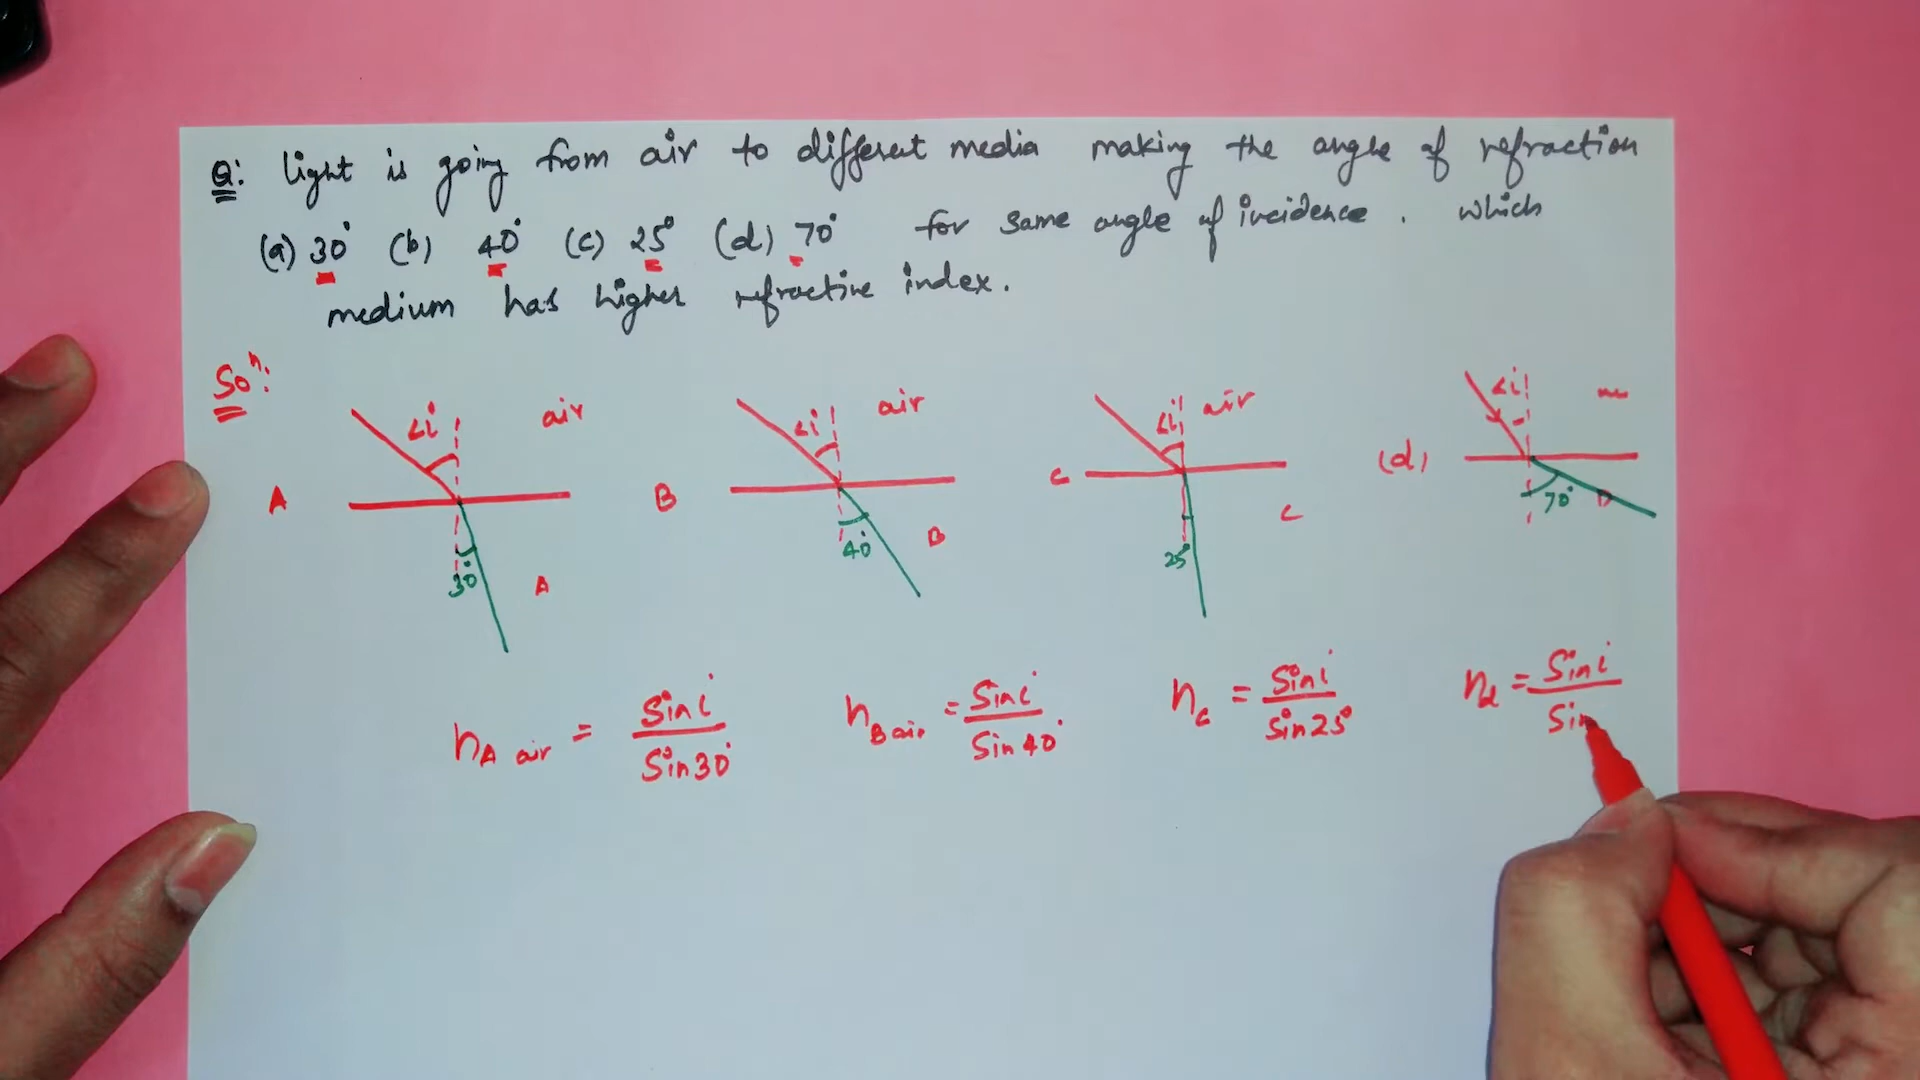 Q: light is going from air to different media making the angle of refraction
(a) 30° (b) 40° (c) 25° (d) 70° for same angle of incidence. which
medium has higher refractive index.
Soⁿ:
A ∠i air 30° A
B ∠i air 40° B
C ∠i air 25° C
(d) ∠i 70° D
n_A air = Sin i / Sin 30°
n_B air = Sin i / Sin 40°
n_c = Sin i / Sin 25°
n_d = Sin i / Sin